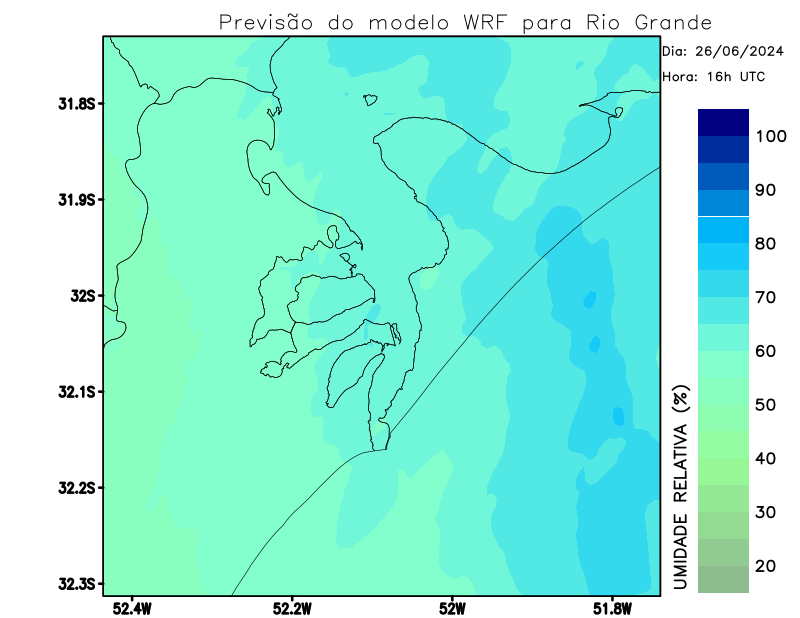 Previsão do modelo WRF para Rio Grande
Dia: 26/06/2024
Hora: 16h UTC
31.8S
31.9S
32S
32.1S
32.2S
32.3S
52.4W
52.2W
52W
51.8W
100
90
80
70
60
50
40
30
20
UMIDADE RELATIVA (%)